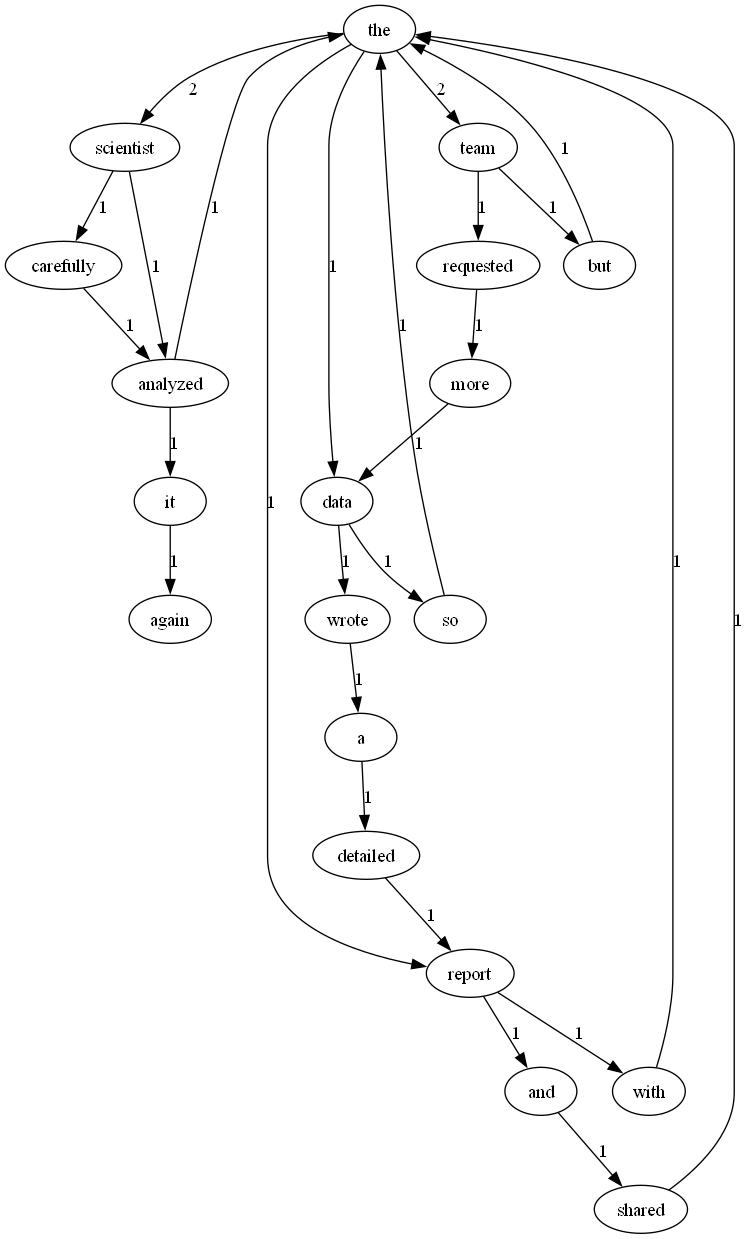 the
2
2
scientist
team
1
1
1
carefully
1
1
requested
but
1
1
1
1
analyzed
more
1
1
it
data
1
1
1
1
1
again
wrote
so
1
1
a
1
detailed
1
report
1
1
and
with
1
shared